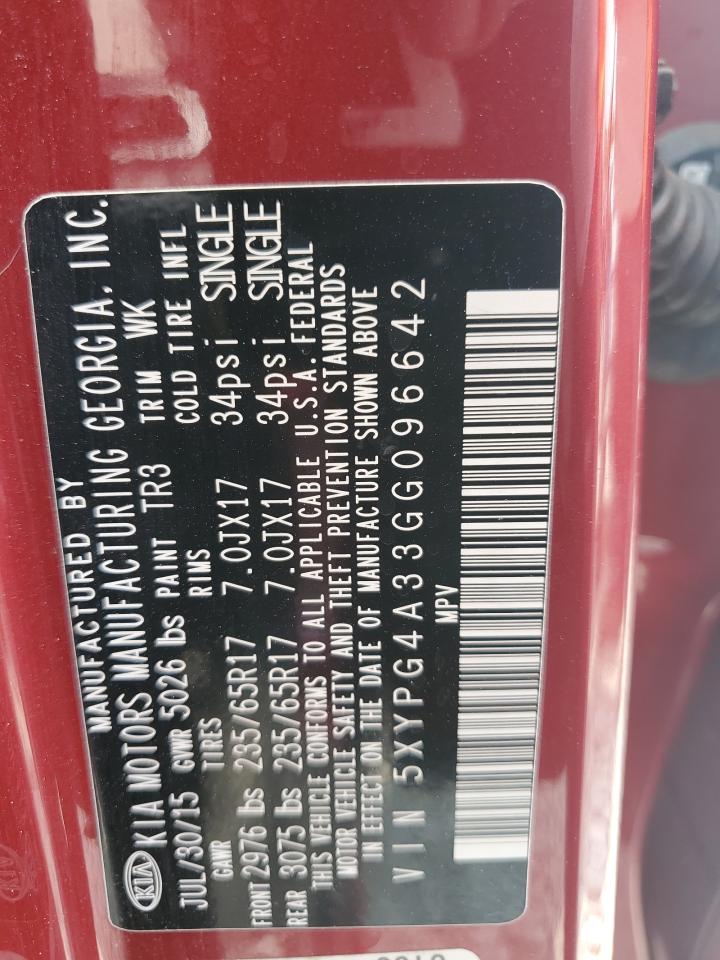 MANUFACTURED BY
KIA KIA MOTORS MANUFACTURING GEORGIA, INC.
JUL/30/15 GVWR 5026 lbs PAINT TR3 TRIM WK
GAWR TIRES RIMS COLD TIRE INFL
FRONT 2976 lbs 235/65R17 7.0JX17 34psi SINGLE
REAR 3075 lbs 235/65R17 7.0JX17 34psi SINGLE
THIS VEHICLE CONFORMS TO ALL APPLICABLE U.S.A. FEDERAL
MOTOR VEHICLE SAFETY AND THEFT PREVENTION STANDARDS
IN EFFECT ON THE DATE OF MANUFACTURE SHOWN ABOVE
VIN 5XYPG4A33GG096642
MPV